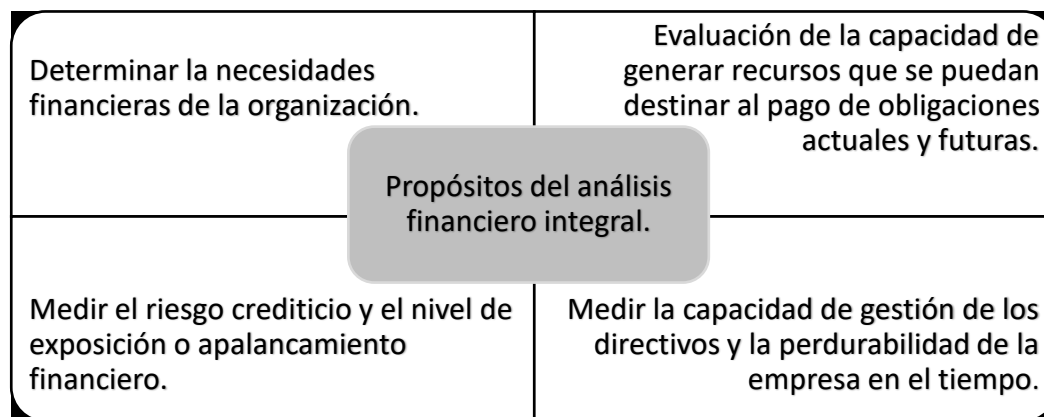 Determinar la necesidades
financieras de la organización.
Evaluación de la capacidad de
generar recursos que se puedan
destinar al pago de obligaciones
actuales y futuras.
Propósitos del análisis
financiero integral.
Medir el riesgo crediticio y el nivel de
exposición o apalancamiento
financiero.
Medir la capacidad de gestión de los
directivos y la perdurabilidad de la
empresa en el tiempo.